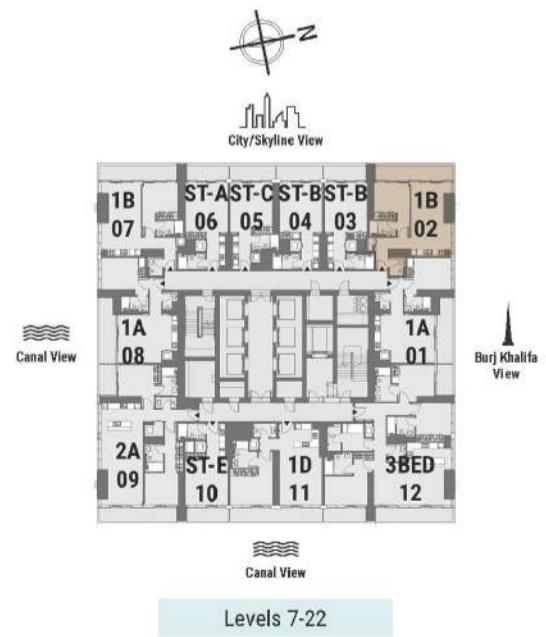 N
City/Skyline View
1B
07
ST-A
06
ST-C
05
ST-B
04
ST-B
03
1B
02
Canal View
1A
08
1A
01
Burj Khalifa
View
2A
09
ST-E
10
1D
11
3BED
12
Canal View
Levels 7-22